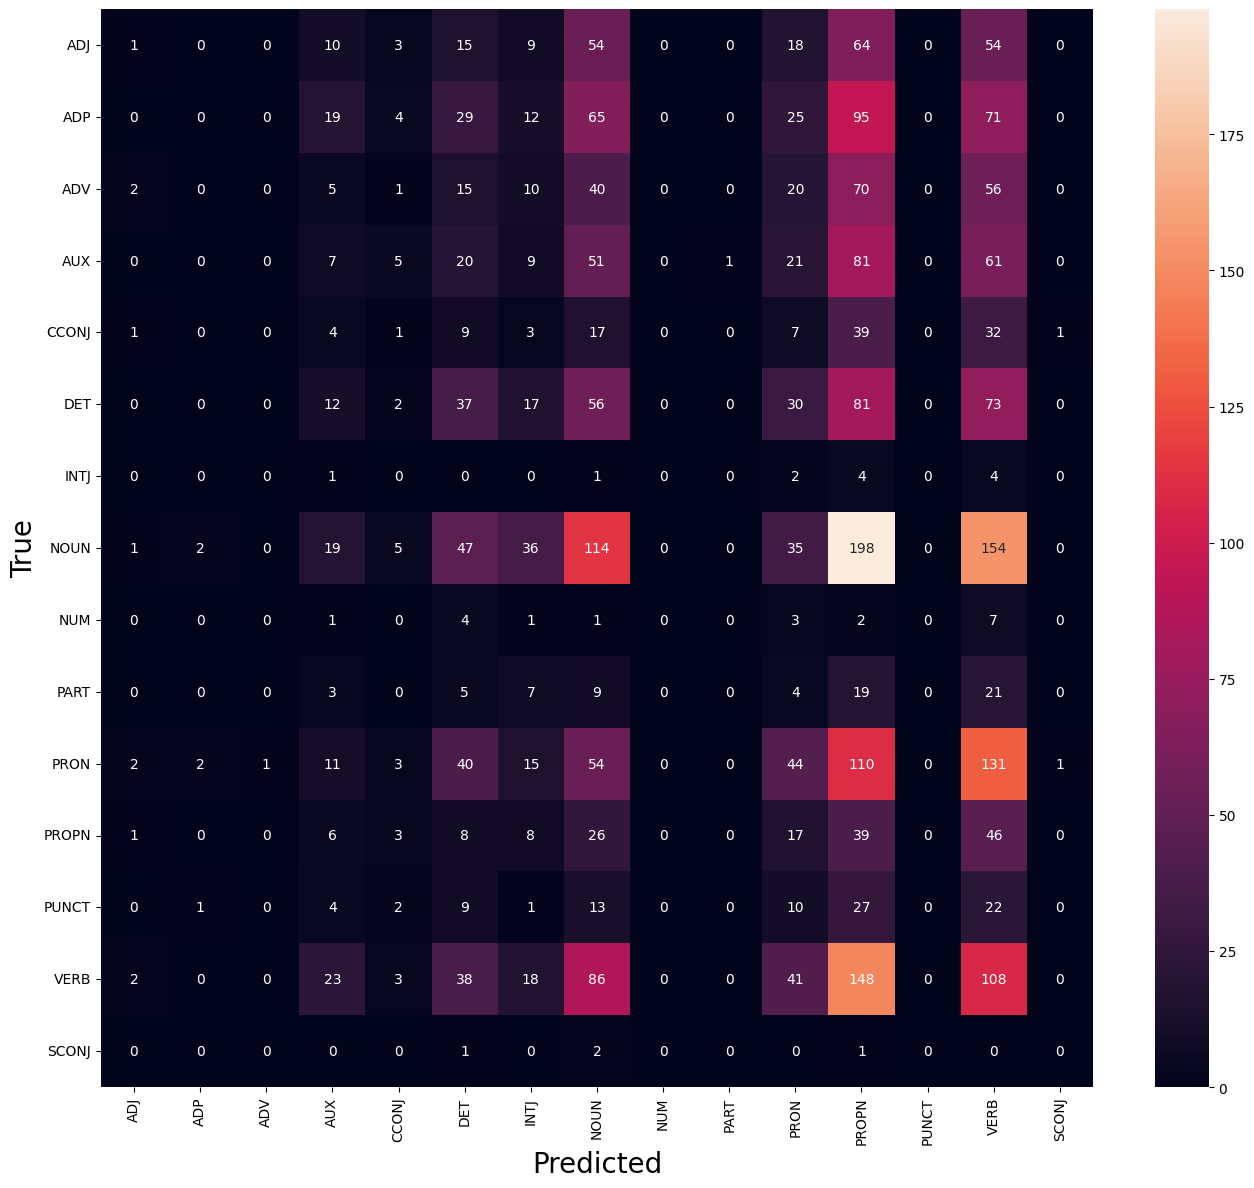 ADJ 1 0 0 10 3 15 9 54 0 0 18 64 0 54 0
ADP 0 0 0 19 4 29 12 65 0 0 25 95 0 71 0
ADV 2 0 0 5 1 15 10 40 0 0 20 70 0 56 0
AUX 0 0 0 7 5 20 9 51 0 1 21 81 0 61 0
CCONJ 1 0 0 4 1 9 3 17 0 0 7 39 0 32 1
DET 0 0 0 12 2 37 17 56 0 0 30 81 0 73 0
INTJ 0 0 0 1 0 0 0 1 0 0 2 4 0 4 0
NOUN 1 2 0 19 5 47 36 114 0 0 35 198 0 154 0
NUM 0 0 0 1 0 4 1 1 0 0 3 2 0 7 0
PART 0 0 0 3 0 5 7 9 0 0 4 19 0 21 0
PRON 2 2 1 11 3 40 15 54 0 0 44 110 0 131 1
PROPN 1 0 0 6 3 8 8 26 0 0 17 39 0 46 0
PUNCT 0 1 0 4 2 9 1 13 0 0 10 27 0 22 0
VERB 2 0 0 23 3 38 18 86 0 0 41 148 0 108 0
SCONJ 0 0 0 0 0 1 0 2 0 0 0 1 0 0 0
ADJ ADP ADV AUX CCONJ DET INTJ NOUN NUM PART PRON PROPN PUNCT VERB SCONJ
True
Predicted
175
150
125
100
75
50
25
0